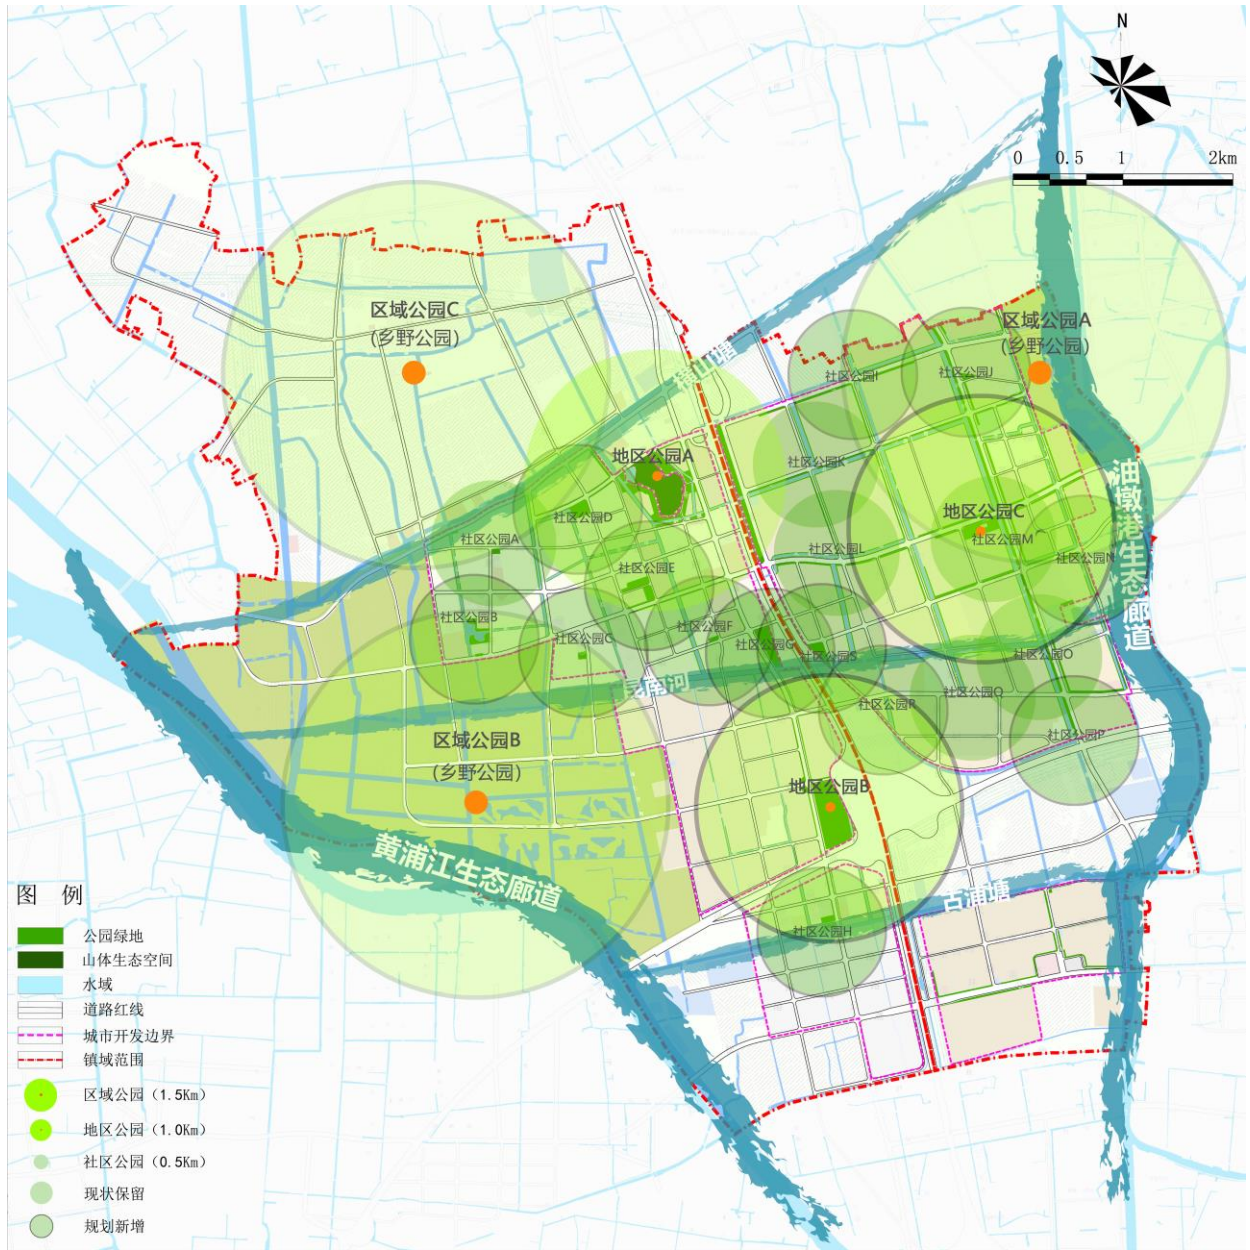 N
0 0.5 1 2km
区域公园C
(乡野公园)
区域公园A
(乡野公园)
横山塘
社区公园I
社区公园J
地区公园A
社区公园K
油墩港生态廊道
社区公园D
地区公园C
社区公园A
社区公园M
社区公园L
社区公园N
社区公园E
社区公园B
社区公园C
社区公园F
社区公园G
社区公园S
社区公园O
昆南河
社区公园Q
社区公园R
社区公园P
区域公园B
(乡野公园)
地区公园B
黄浦江生态廊道
古浦塘
社区公园H
图 例
公园绿地
山体生态空间
水域
道路红线
城市开发边界
镇域范围
区域公园（1.5Km）
地区公园（1.0Km）
社区公园（0.5Km）
现状保留
规划新增